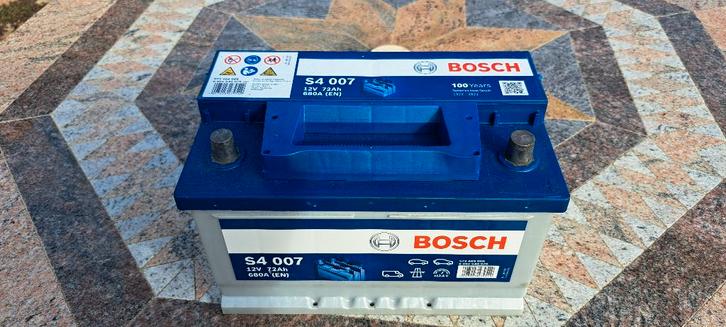 S4 007
12V 72Ah
680A (EN)
BOSCH
100 Years
S4 007
12V 72Ah
680A (EN)
BOSCH